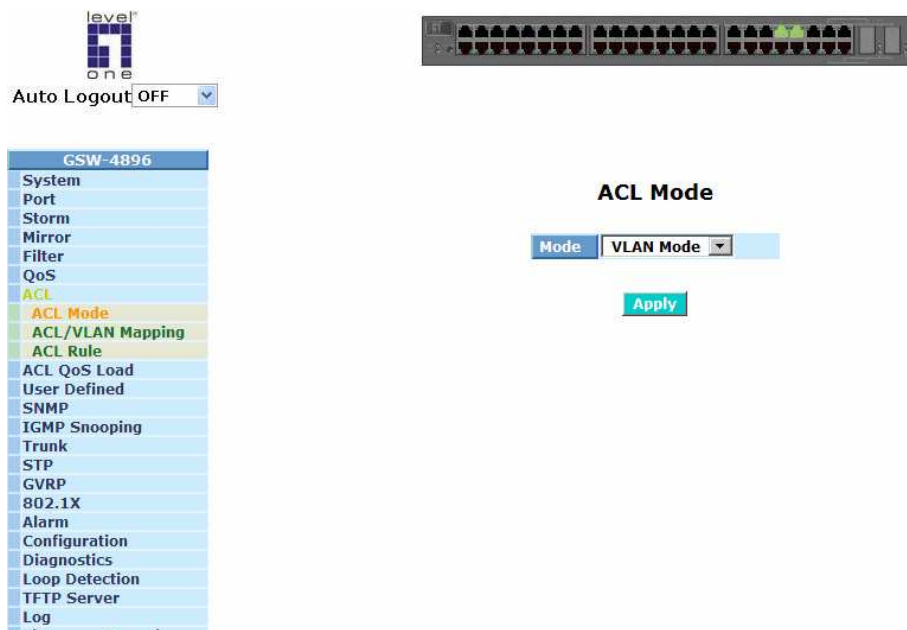 level
one
Auto Logout OFF
GSW-4896
System
Port
Storm
Mirror
Filter
QoS
ACL
ACL Mode
ACL/VLAN Mapping
ACL Rule
ACL QoS Load
User Defined
SNMP
IGMP Snooping
Trunk
STP
GVRP
802.1X
Alarm
Configuration
Diagnostics
Loop Detection
TFTP Server
Log
ACL Mode
Mode VLAN Mode
Apply